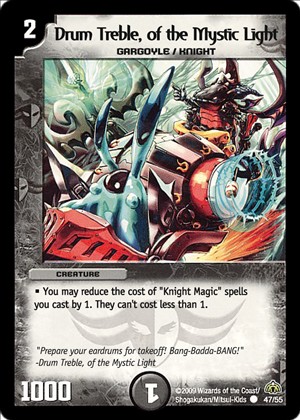 2
Drum Treble, of the Mystic Light
GARGOYLE / KNIGHT
CREATURE
• You may reduce the cost of "Knight Magic" spells
you cast by 1. They can't cost less than 1.
"Prepare your eardrums for takeoff! Bang-Badda-BANG!"
-Drum Treble, of the Mystic Light
1000
1
©2009 Wizards of the Coast/
Shogakukan/Mitsui-Kids
47/55